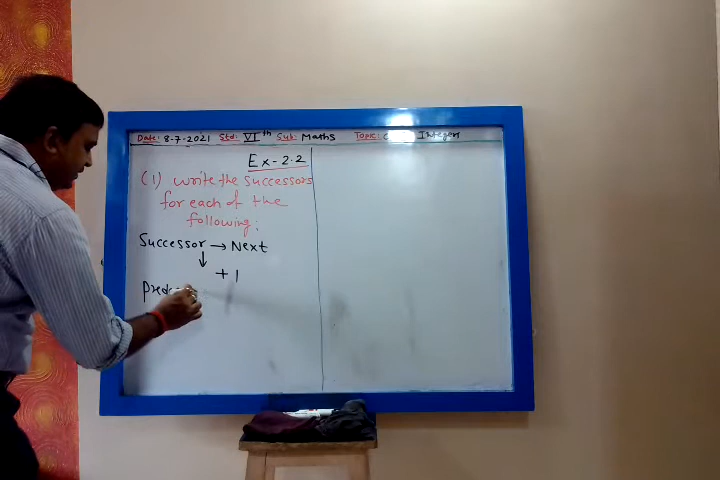 Date: 8-7-2021 Std: VIth Sub: Maths Topic: Integers
Ex-2.2
(1) write the successors
for each of the
following:
Successor → Next
↓
+1